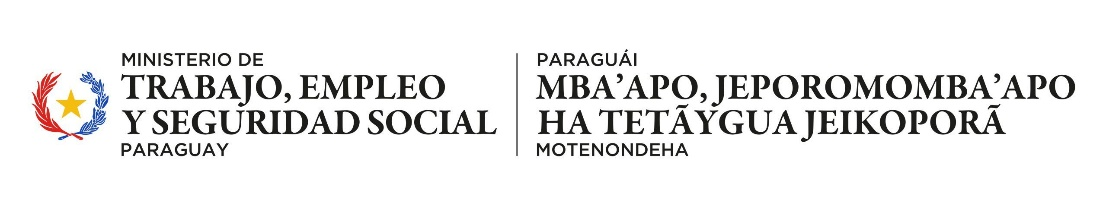 MINISTERIO DE
TRABAJO, EMPLEO
Y SEGURIDAD SOCIAL
PARAGUAY
PARAGUÁI
MBA’APO, JEPOROMOMBA’APO
HA TETÃYGUA JEIKOPORÃ
MOTENONDEHA